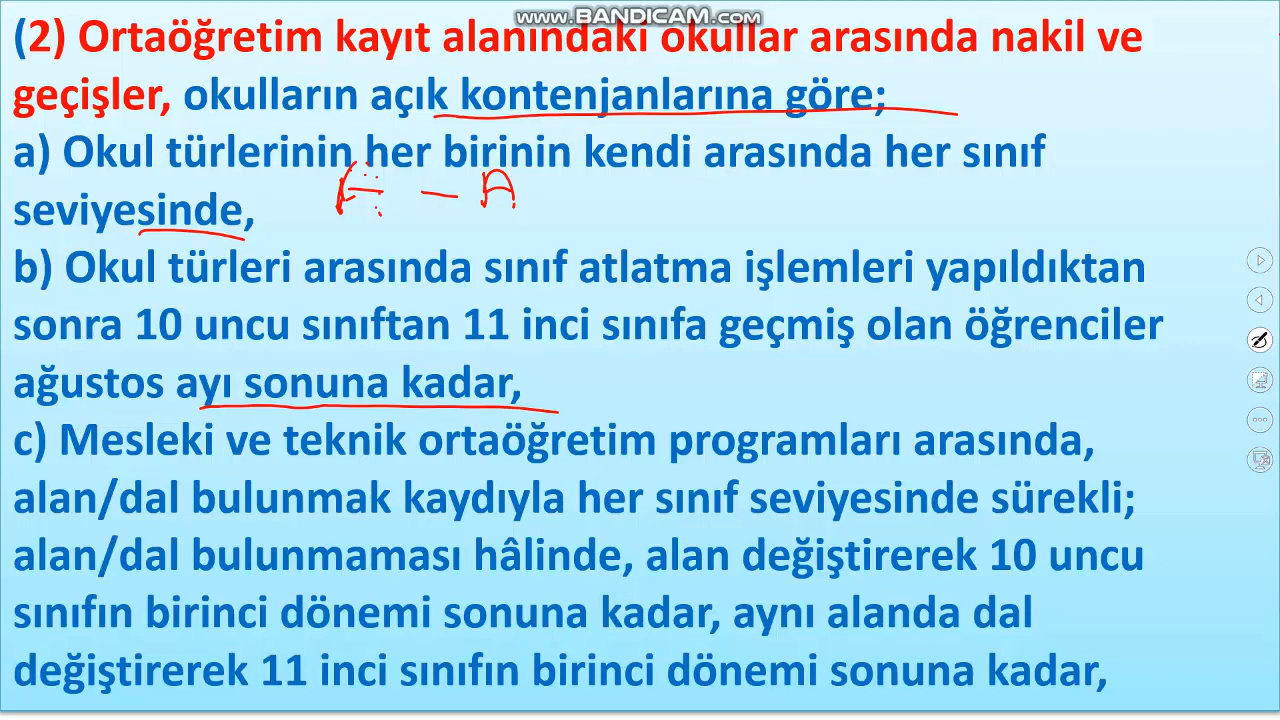 www.BANDICAM.com
(2) Ortaöğretim kayıt alanındaki okullar arasında nakil ve
geçişler, okulların açık kontenjanlarına göre;
a) Okul türlerinin her birinin kendi arasında her sınıf
seviyesinde,
A - A
b) Okul türleri arasında sınıf atlatma işlemleri yapıldıktan
sonra 10 uncu sınıftan 11 inci sınıfa geçmiş olan öğrenciler
ağustos ayı sonuna kadar,
c) Mesleki ve teknik ortaöğretim programları arasında,
alan/dal bulunmak kaydıyla her sınıf seviyesinde sürekli;
alan/dal bulunmaması hâlinde, alan değiştirerek 10 uncu
sınıfın birinci dönemi sonuna kadar, aynı alanda dal
değiştirerek 11 inci sınıfın birinci dönemi sonuna kadar,